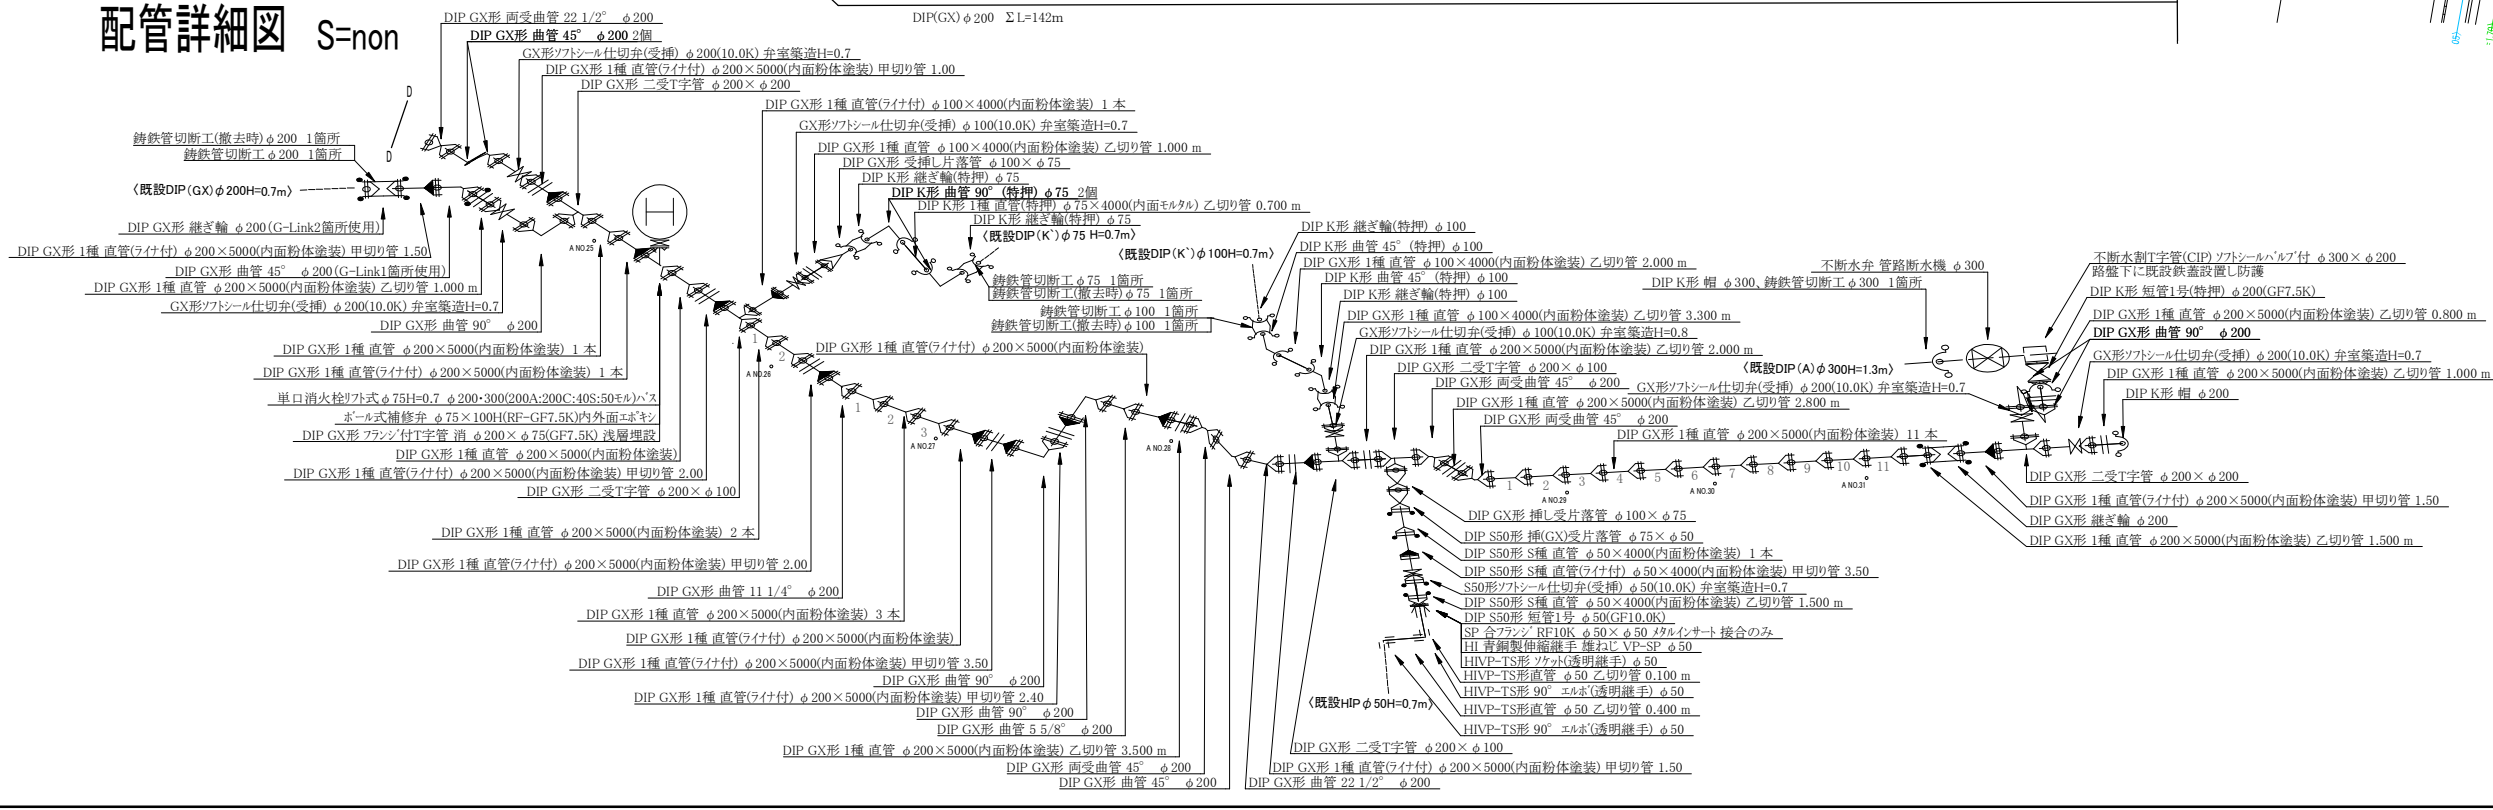 配管詳細図 S=non
DIP(GX)φ200 ΣL=142m
DIP GX形 両受曲管 22 1/2° φ200
DIP GX形 曲管 45° φ200 2個
GX形ソフトシール仕切弁(受挿) φ200(10.0K) 弁室築造H=0.7
DIP GX形 1種 直管(ライナ付) φ200×5000(内面粉体塗装) 甲切り管 1.00
DIP GX形 二受T字管 φ200×φ200
D
D
鋳鉄管切断工(撤去時)φ200 1箇所
鋳鉄管切断工φ200 1箇所
〈既設DIP(GX)φ200H=0.7m〉
DIP GX形 継ぎ輪 φ200(G-Link2箇所使用)
DIP GX形 1種 直管(ライナ付) φ200×5000(内面粉体塗装) 甲切り管 1.50
DIP GX形 曲管 45° φ200(G-Link1箇所使用)
DIP GX形 1種 直管 φ200×5000(内面粉体塗装) 乙切り管 1.000 m
GX形ソフトシール仕切弁(受挿) φ200(10.0K) 弁室築造H=0.7
DIP GX形 曲管 90° φ200
DIP GX形 1種 直管 φ200×5000(内面粉体塗装) 1 本
DIP GX形 1種 直管(ライナ付) φ200×5000(内面粉体塗装) 1 本
単口消火栓リフト式φ75H=0.7 φ200・300(200A:200C:40S:50モル)バス
ボール式補修弁 φ75×100H(RF-GF7.5K)内外面エポキシ
DIP GX形 フランジ付T字管 消 φ200×φ75(GF7.5K) 浅層埋設
DIP GX形 1種 直管 φ200×5000(内面粉体塗装)
DIP GX形 1種 直管(ライナ付) φ200×5000(内面粉体塗装) 甲切り管 2.00
DIP GX形 二受T字管 φ200×φ100
DIP GX形 1種 直管 φ200×5000(内面粉体塗装) 2 本
DIP GX形 1種 直管(ライナ付) φ200×5000(内面粉体塗装) 甲切り管 2.00
DIP GX形 曲管 11 1/4° φ200
DIP GX形 1種 直管 φ200×5000(内面粉体塗装) 3 本
DIP GX形 1種 直管(ライナ付) φ200×5000(内面粉体塗装)
DIP GX形 1種 直管(ライナ付) φ200×5000(内面粉体塗装) 甲切り管 3.50
DIP GX形 曲管 90° φ200
DIP GX形 1種 直管(ライナ付) φ200×5000(内面粉体塗装) 甲切り管 2.40
DIP GX形 曲管 90° φ200
DIP GX形 曲管 5 5/8° φ200
DIP GX形 1種 直管 φ200×5000(内面粉体塗装) 乙切り管 3.500 m
DIP GX形 両受曲管 45° φ200
DIP GX形 曲管 45° φ200
A NO.25
H
1
2
A NO.26
1
2
3
A NO.27
A NO.28
DIP GX形 1種 直管(ライナ付) φ100×4000(内面粉体塗装) 1 本
GX形ソフトシール仕切弁(受挿) φ100(10.0K) 弁室築造H=0.7
DIP GX形 1種 直管 φ100×4000(内面粉体塗装) 乙切り管 1.000 m
DIP GX形 受挿し片落管 φ100×φ75
DIP K形 継ぎ輪(特押) φ75
DIP K形 曲管 90° (特押) φ75 2個
DIP K形 1種 直管(特押) φ75×4000(内面モルタル) 乙切り管 0.700 m
DIP K形 継ぎ輪(特押) φ75
〈既設DIP(K`)φ75 H=0.7m〉
鋳鉄管切断工φ75 1箇所
鋳鉄管切断工(撤去時)φ75 1箇所
鋳鉄管切断工φ100 1箇所
鋳鉄管切断工(撤去時)φ100 1箇所
DIP GX形 1種 直管(ライナ付) φ200×5000(内面粉体塗装)
〈既設DIP(K`)φ100H=0.7m〉
DIP K形 継ぎ輪(特押) φ100
DIP K形 曲管 45° (特押) φ100
DIP GX形 1種 直管 φ100×4000(内面粉体塗装) 乙切り管 2.000 m
DIP K形 曲管 45° (特押) φ100
DIP K形 継ぎ輪(特押) φ100
DIP GX形 1種 直管 φ100×4000(内面粉体塗装) 乙切り管 3.300 m
GX形ソフトシール仕切弁(受挿) φ100(10.0K) 弁室築造H=0.8
DIP GX形 1種 直管 φ200×5000(内面粉体塗装) 乙切り管 2.000 m
DIP GX形 二受T字管 φ200×φ100
DIP GX形 両受曲管 45° φ200
DIP GX形 1種 直管 φ200×5000(内面粉体塗装) 乙切り管 2.800 m
DIP GX形 両受曲管 45° φ200
DIP GX形 1種 直管 φ200×5000(内面粉体塗装) 11 本
1
2
3
4
5
6
7
8
9
10
11
A NO.29
A NO.30
A NO.31
不断水弁 管路断水機 φ300
DIP K形 帽 φ300、鋳鉄管切断工φ300 1箇所
〈既設DIP(A)φ300H=1.3m〉
GX形ソフトシール仕切弁(受挿) φ200(10.0K) 弁室築造H=0.7
不断水割T字管(CIP) ソフトシールバルブ付 φ300×φ200
路盤下に既設鉄蓋設置し防護
DIP K形 短管1号(特押) φ200(GF7.5K)
DIP GX形 1種 直管 φ200×5000(内面粉体塗装) 乙切り管 0.800 m
DIP GX形 曲管 90° φ200
GX形ソフトシール仕切弁(受挿) φ200(10.0K) 弁室築造H=0.7
DIP GX形 1種 直管 φ200×5000(内面粉体塗装) 乙切り管 1.000 m
DIP K形 帽 φ200
DIP GX形 二受T字管 φ200×φ200
DIP GX形 1種 直管(ライナ付) φ200×5000(内面粉体塗装) 甲切り管 1.50
DIP GX形 継ぎ輪 φ200
DIP GX形 1種 直管 φ200×5000(内面粉体塗装) 乙切り管 1.500 m
DIP GX形 挿し受片落管 φ100×φ75
DIP S50形 挿(GX)受片落管 φ75×φ50
DIP S50形 S種 直管 φ50×4000(内面粉体塗装) 1 本
DIP S50形 S種 直管(ライナ付) φ50×4000(内面粉体塗装) 甲切り管 3.50
S50形ソフトシール仕切弁(受挿) φ50(10.0K) 弁室築造H=0.7
DIP S50形 S種 直管 φ50×4000(内面粉体塗装) 乙切り管 1.500 m
DIP S50形 短管1号 φ50(GF10.0K)
SP 合フランジ RF10K φ50×φ50 メタルインサート 接合のみ
HI 青銅製伸縮継手 雄ねじ VP-SP φ50
HIVP-TS形 ソケット(透明継手) φ50
HIVP-TS形直管 φ50 乙切り管 0.100 m
HIVP-TS形 90° エルボ(透明継手) φ50
HIVP-TS形直管 φ50 乙切り管 0.400 m
HIVP-TS形 90° エルボ(透明継手) φ50
〈既設HIPφ50H=0.7m〉
DIP GX形 二受T字管 φ200×φ100
DIP GX形 1種 直管(ライナ付) φ200×5000(内面粉体塗装) 甲切り管 1.50
DIP GX形 曲管 22 1/2° φ200